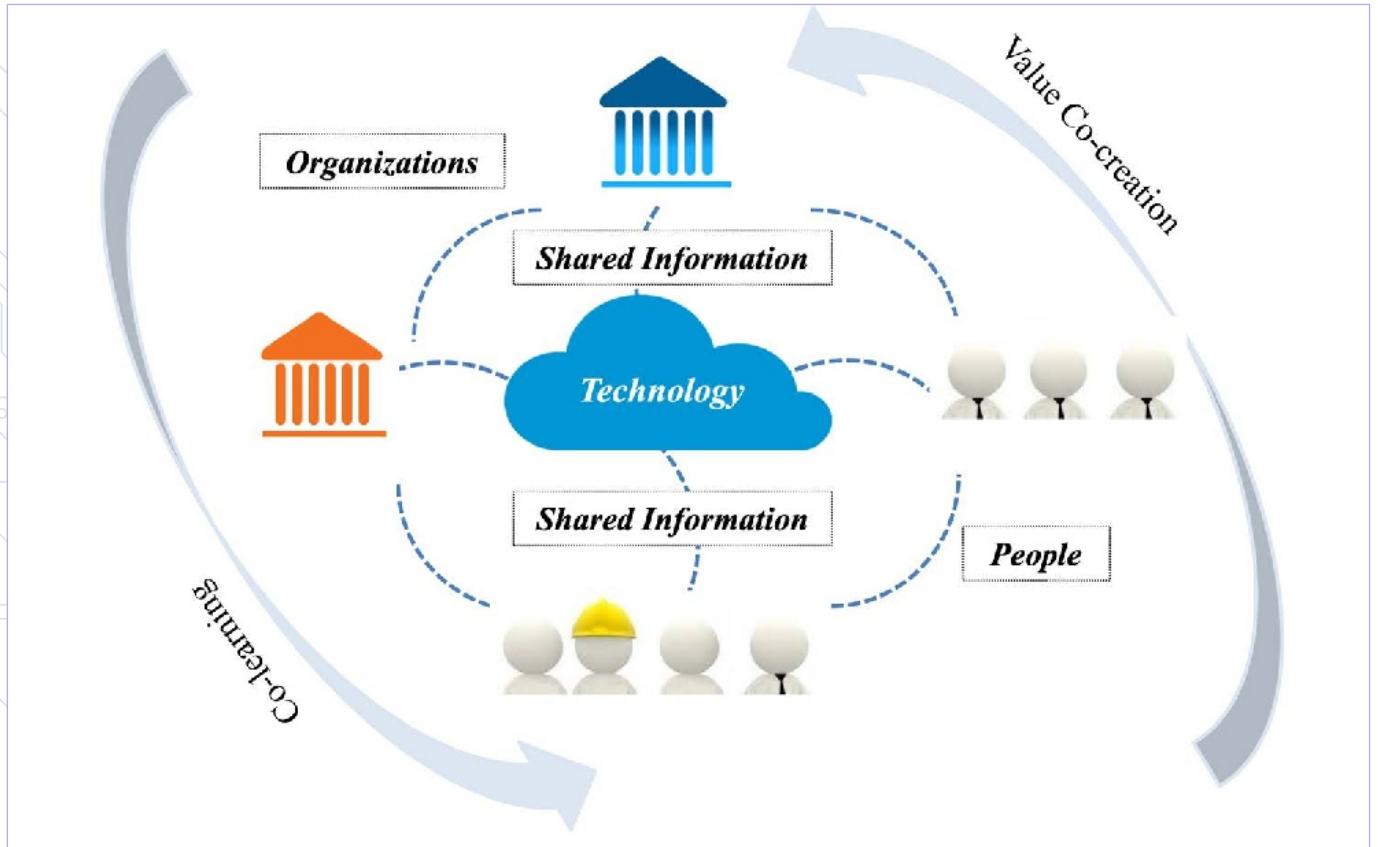 Value Co-creation
Organizations
Shared Information
Technology
Shared Information
People
Co-learning